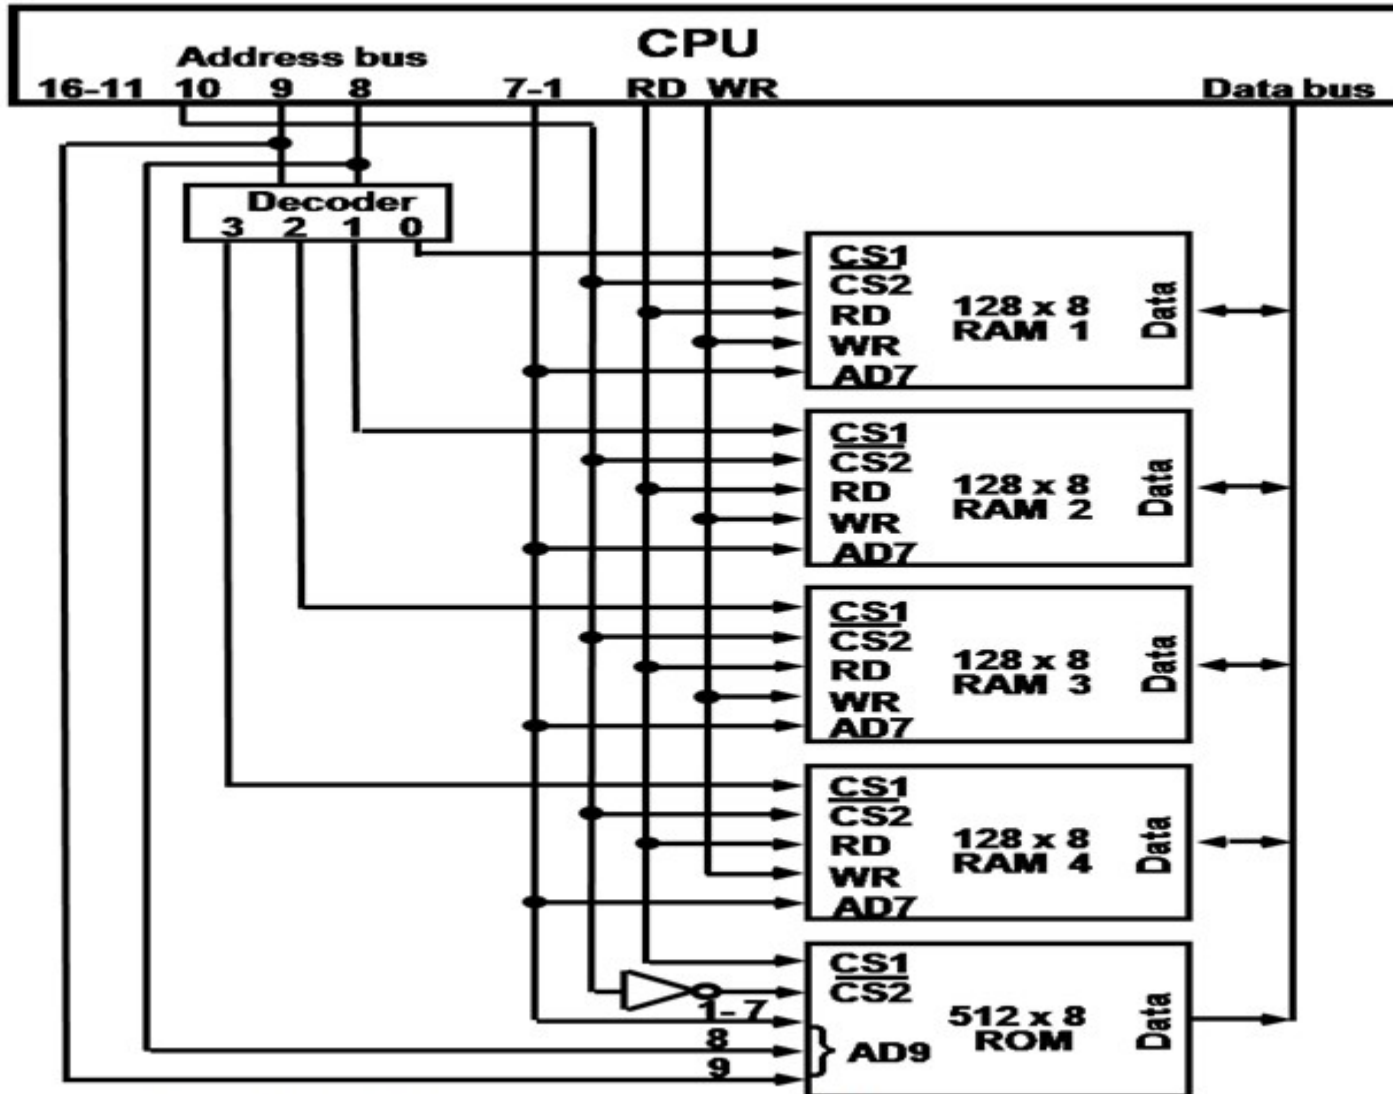 CPU
Address bus
16-11 10 9 8 7-1 RD WR Data bus
Decoder
3 2 1 0
CS1
CS2
RD
WR
AD7
128 x 8
RAM 1
Data
CS1
CS2
RD
WR
AD7
128 x 8
RAM 2
Data
CS1
CS2
RD
WR
AD7
128 x 8
RAM 3
Data
CS1
CS2
RD
WR
AD7
128 x 8
RAM 4
Data
CS1
CS2
1- 7
8
9
} AD9
512 x 8
ROM
Data